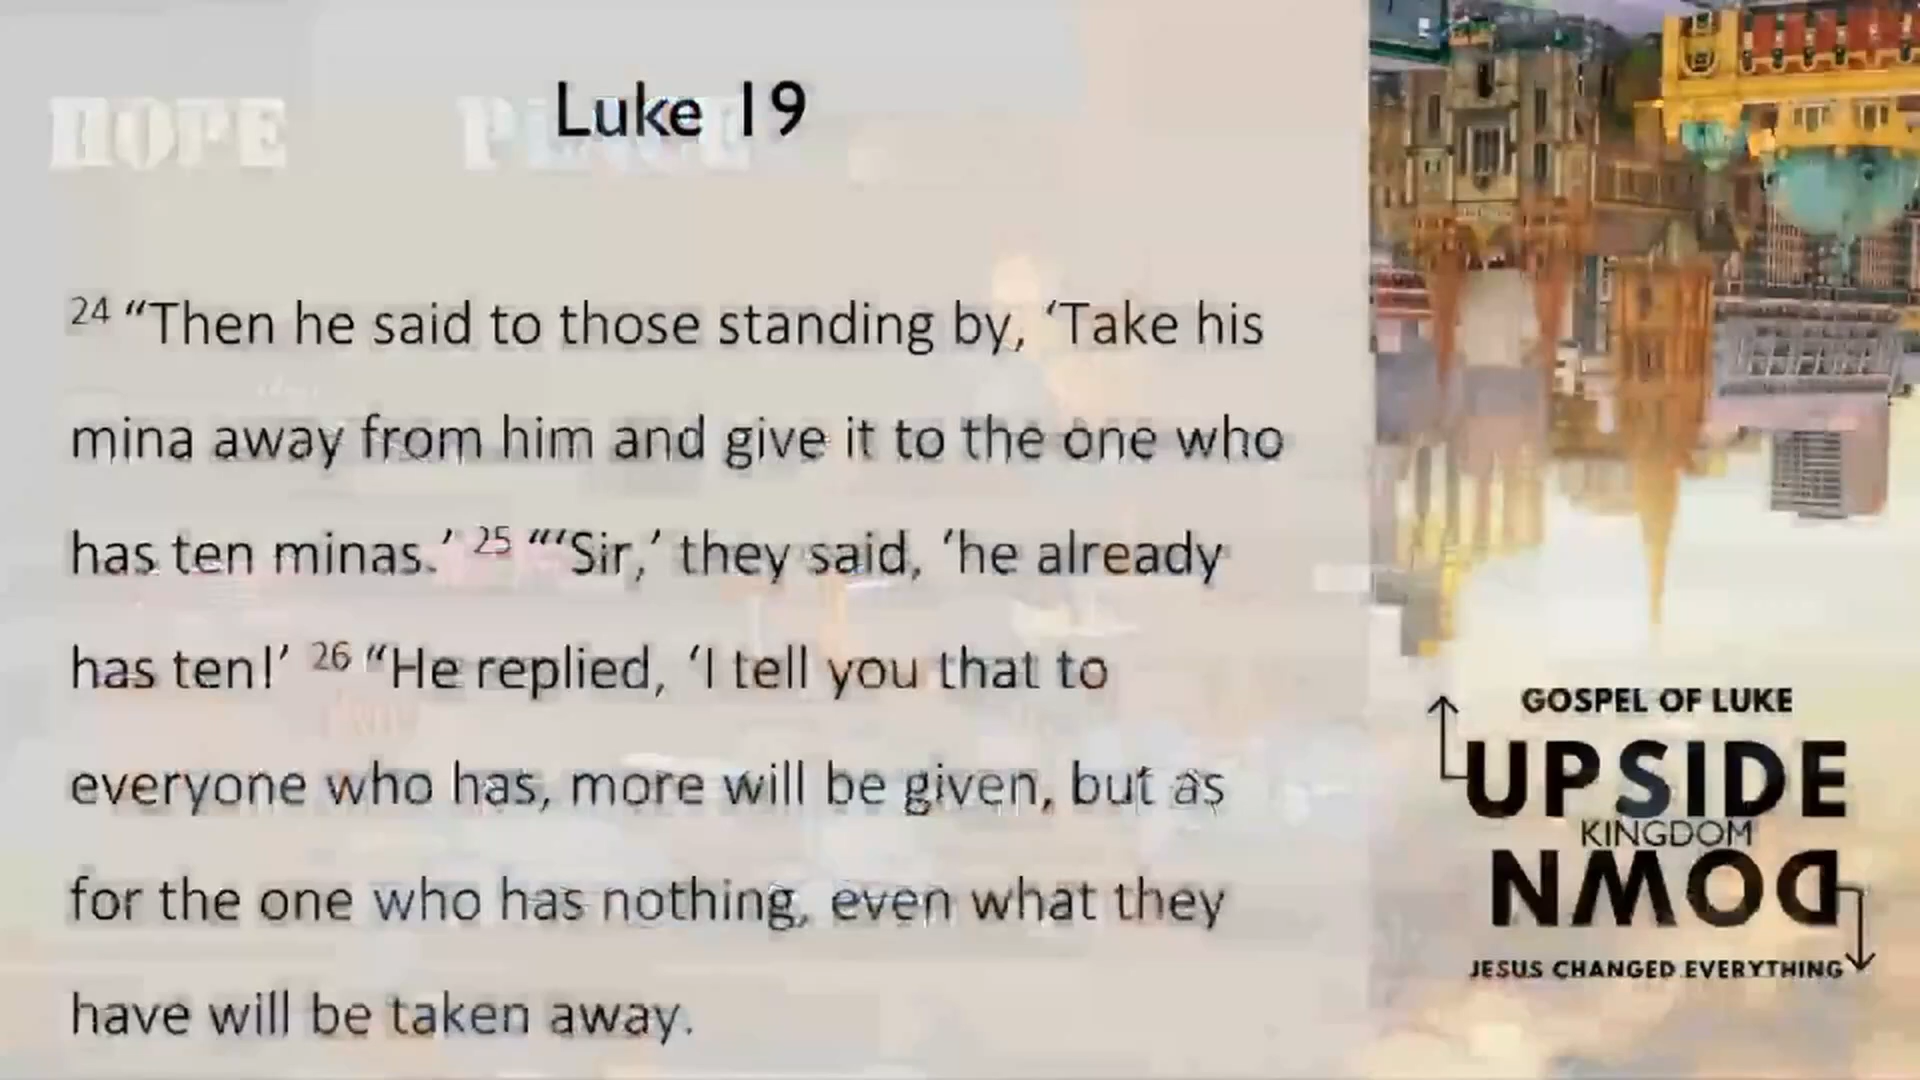 HOPE
PEACE
Luke 19
24 “Then he said to those standing by, ‘Take his
mina away from him and give it to the one who
has ten minas.’ 25 “‘Sir,’ they said, ‘he already
has ten!’ 26 “He replied, ‘I tell you that to
everyone who has, more will be given, but as
for the one who has nothing, even what they
have will be taken away.
GOSPEL OF LUKE
UPSIDE
KINGDOM
DOWN
JESUS CHANGED EVERYTHING